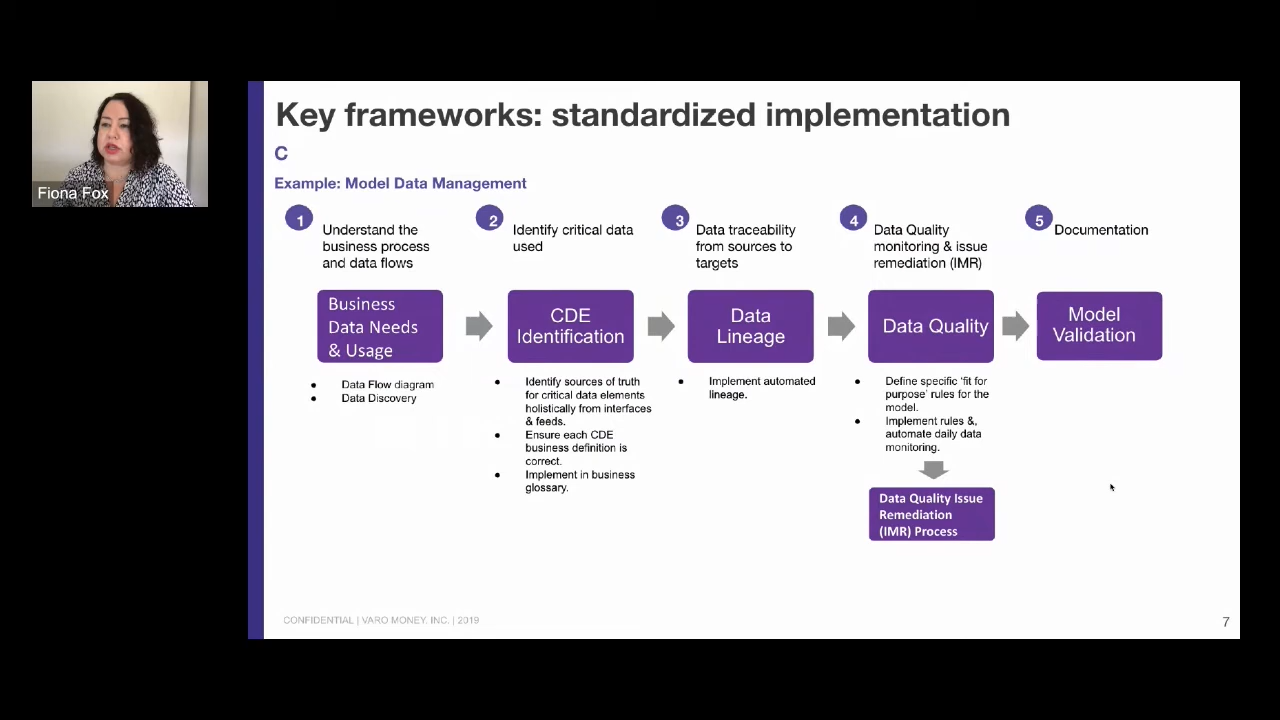 Fiona Fox
Key frameworks: standardized implementation
C
Example: Model Data Management
1
Understand the
business process
and data flows
2
Identify critical data
used
3
Data traceability
from sources to
targets
4
Data Quality
monitoring & issue
remediation (IMR)
5
Documentation
Business
Data Needs
& Usage
CDE
Identification
Data
Lineage
Data Quality
Model
Validation
● Data Flow diagram
● Data Discovery
● Identify sources of truth
for critical data elements
holistically from interfaces
& feeds.
● Ensure each CDE
business definition is
correct.
● Implement in business
glossary.
● Implement automated
lineage.
● Define specific 'fit for
purpose' rules for the
model.
● Implement rules &,
automate daily data
monitoring.
Data Quality Issue
Remediation
(IMR) Process
CONFIDENTIAL | VARO MONEY. INC. | 2019
7